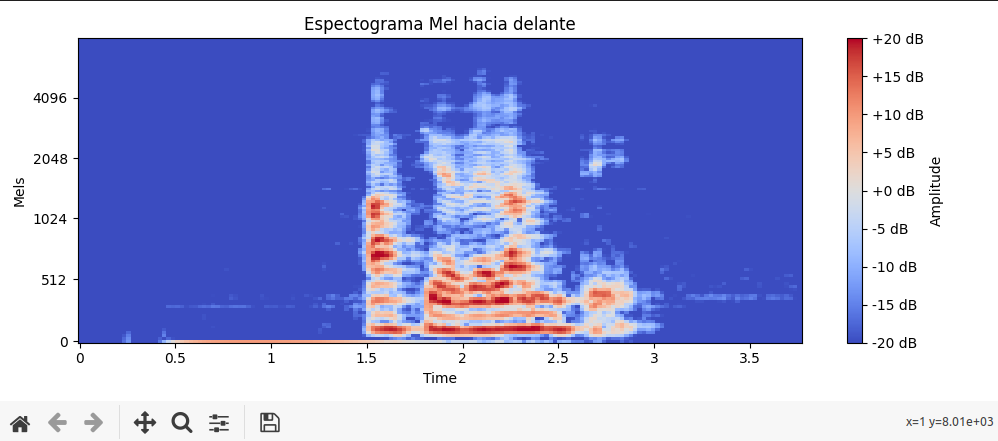 Espectograma Mel hacia delante
+20 dB
+15 dB
+10 dB
+5 dB
+0 dB
-5 dB
-10 dB
-15 dB
-20 dB
Amplitude
4096
2048
1024
512
0
Mels
0
0.5
1
1.5
2
2.5
3
3.5
Time
x=1 y=8.01e+03